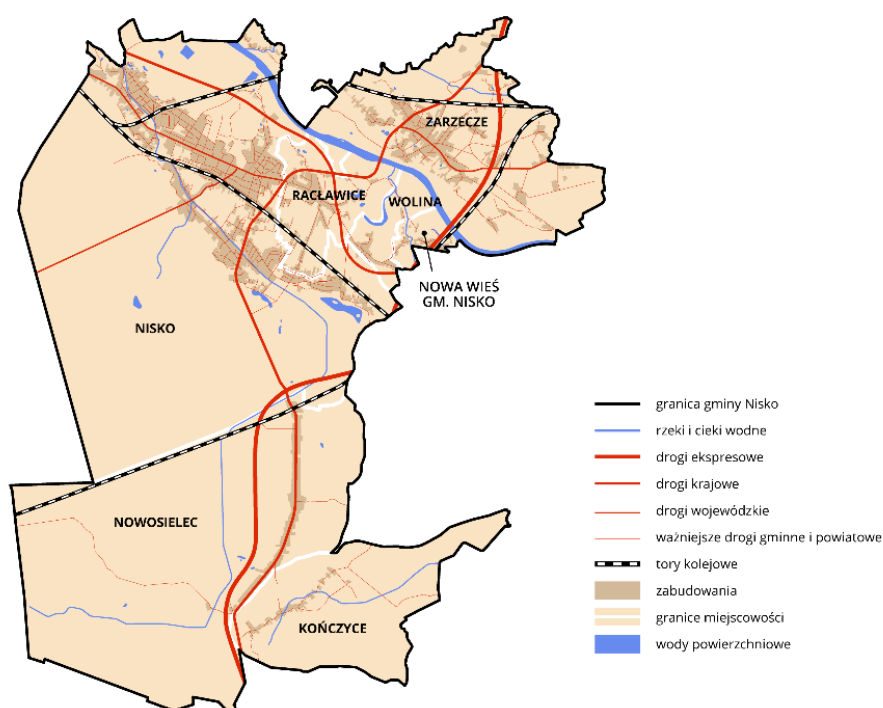 ZARZECZE
RACŁAWICE
WOLINA
NOWA WIEŚ
GM. NISKO
NISKO
NOWOSIELEC
KOŃCZYCE
granica gminy Nisko
rzeki i cieki wodne
drogi ekspresowe
drogi krajowe
drogi wojewódzkie
ważniejsze drogi gminne i powiatowe
tory kolejowe
zabudowania
granice miejscowości
wody powierzchniowe